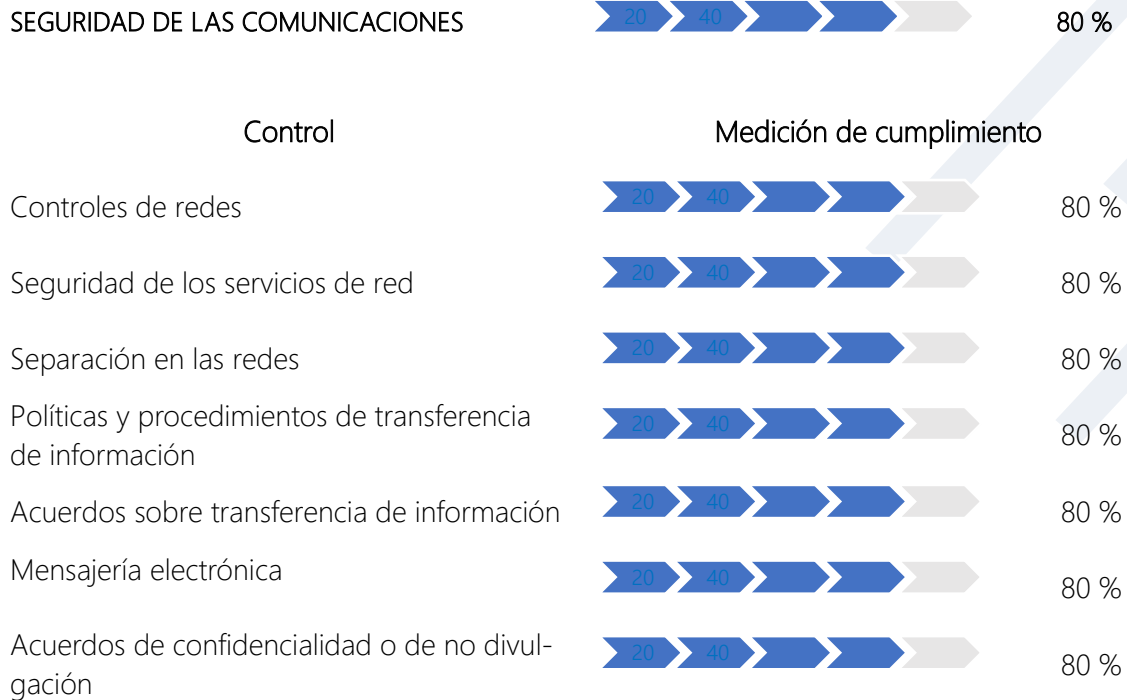 SEGURIDAD DE LAS COMUNICACIONES 20 40 80 %
Control Medición de cumplimiento
Controles de redes 20 40 80 %
Seguridad de los servicios de red 20 40 80 %
Separación en las redes 20 40 80 %
Políticas y procedimientos de transferencia
de información 20 40 80 %
Acuerdos sobre transferencia de información 20 40 80 %
Mensajería electrónica 20 40 80 %
Acuerdos de confidencialidad o de no divul-
gación 20 40 80 %